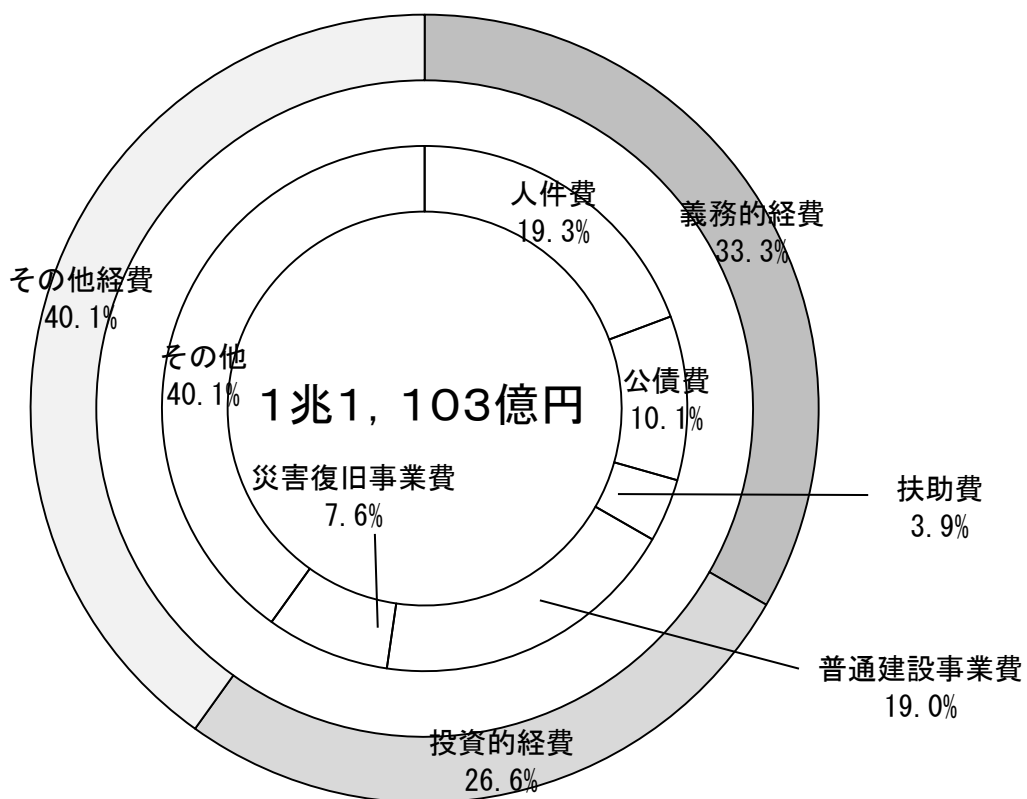 人件費
19.3%
義務的経費
33.3%
その他経費
40.1%
その他
40.1%
1兆1,103億円
公債費
10.1%
災害復旧事業費
7.6%
扶助費
3.9%
普通建設事業費
19.0%
投資的経費
26.6%